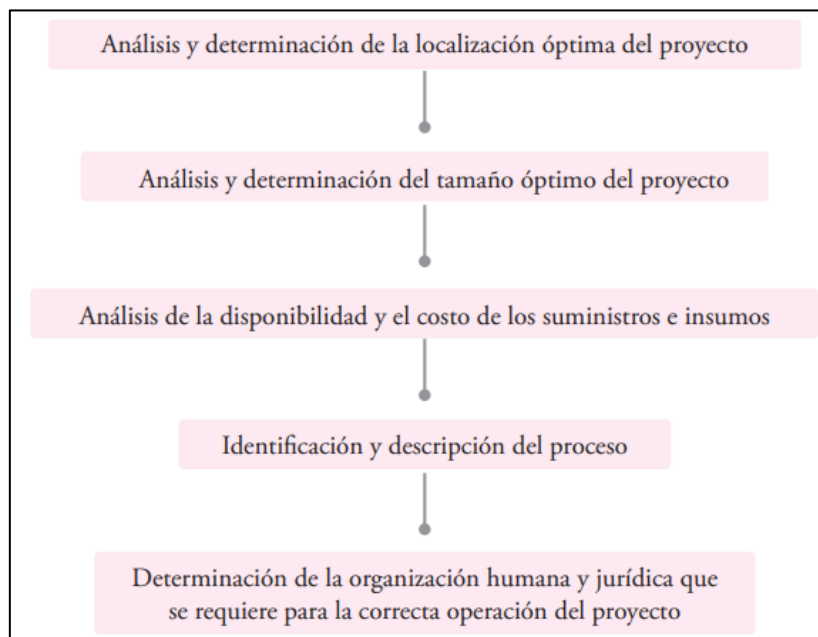 Análisis y determinación de la localización óptima del proyecto
Análisis y determinación del tamaño óptimo del proyecto
Análisis de la disponibilidad y el costo de los suministros e insumos
Identificación y descripción del proceso
Determinación de la organización humana y jurídica que
se requiere para la correcta operación del proyecto